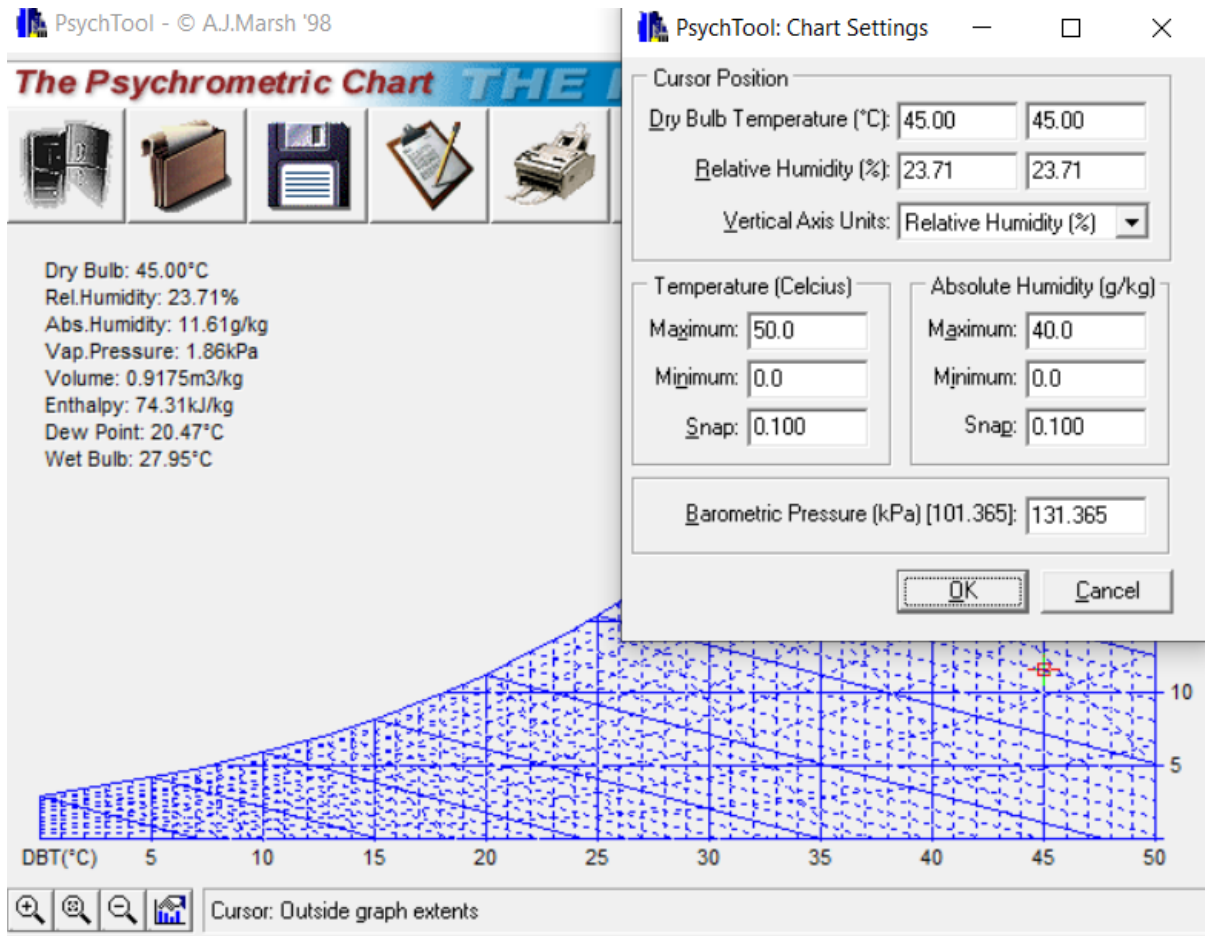 PsychTool - © A.J.Marsh '98
The Psychrometric Chart THE
Dry Bulb: 45.00°C
Rel.Humidity: 23.71%
Abs.Humidity: 11.61g/kg
Vap.Pressure: 1.86kPa
Volume: 0.9175m3/kg
Enthalpy: 74.31kJ/kg
Dew Point: 20.47°C
Wet Bulb: 27.95°C
PsychTool: Chart Settings
Cursor Position
Dry Bulb Temperature (°C): 45.00 45.00
Relative Humidity (%): 23.71 23.71
Vertical Axis Units: Relative Humidity (%)
Temperature (Celcius)
Maximum: 50.0
Minimum: 0.0
Snap: 0.100
Absolute Humidity (g/kg)
Maximum: 40.0
Minimum: 0.0
Snap: 0.100
Barometric Pressure (kPa) [101.365]: 131.365
OK Cancel
10
5
DBT(°C) 5 10 15 20 25 30 35 40 45 50
Cursor: Outside graph extents